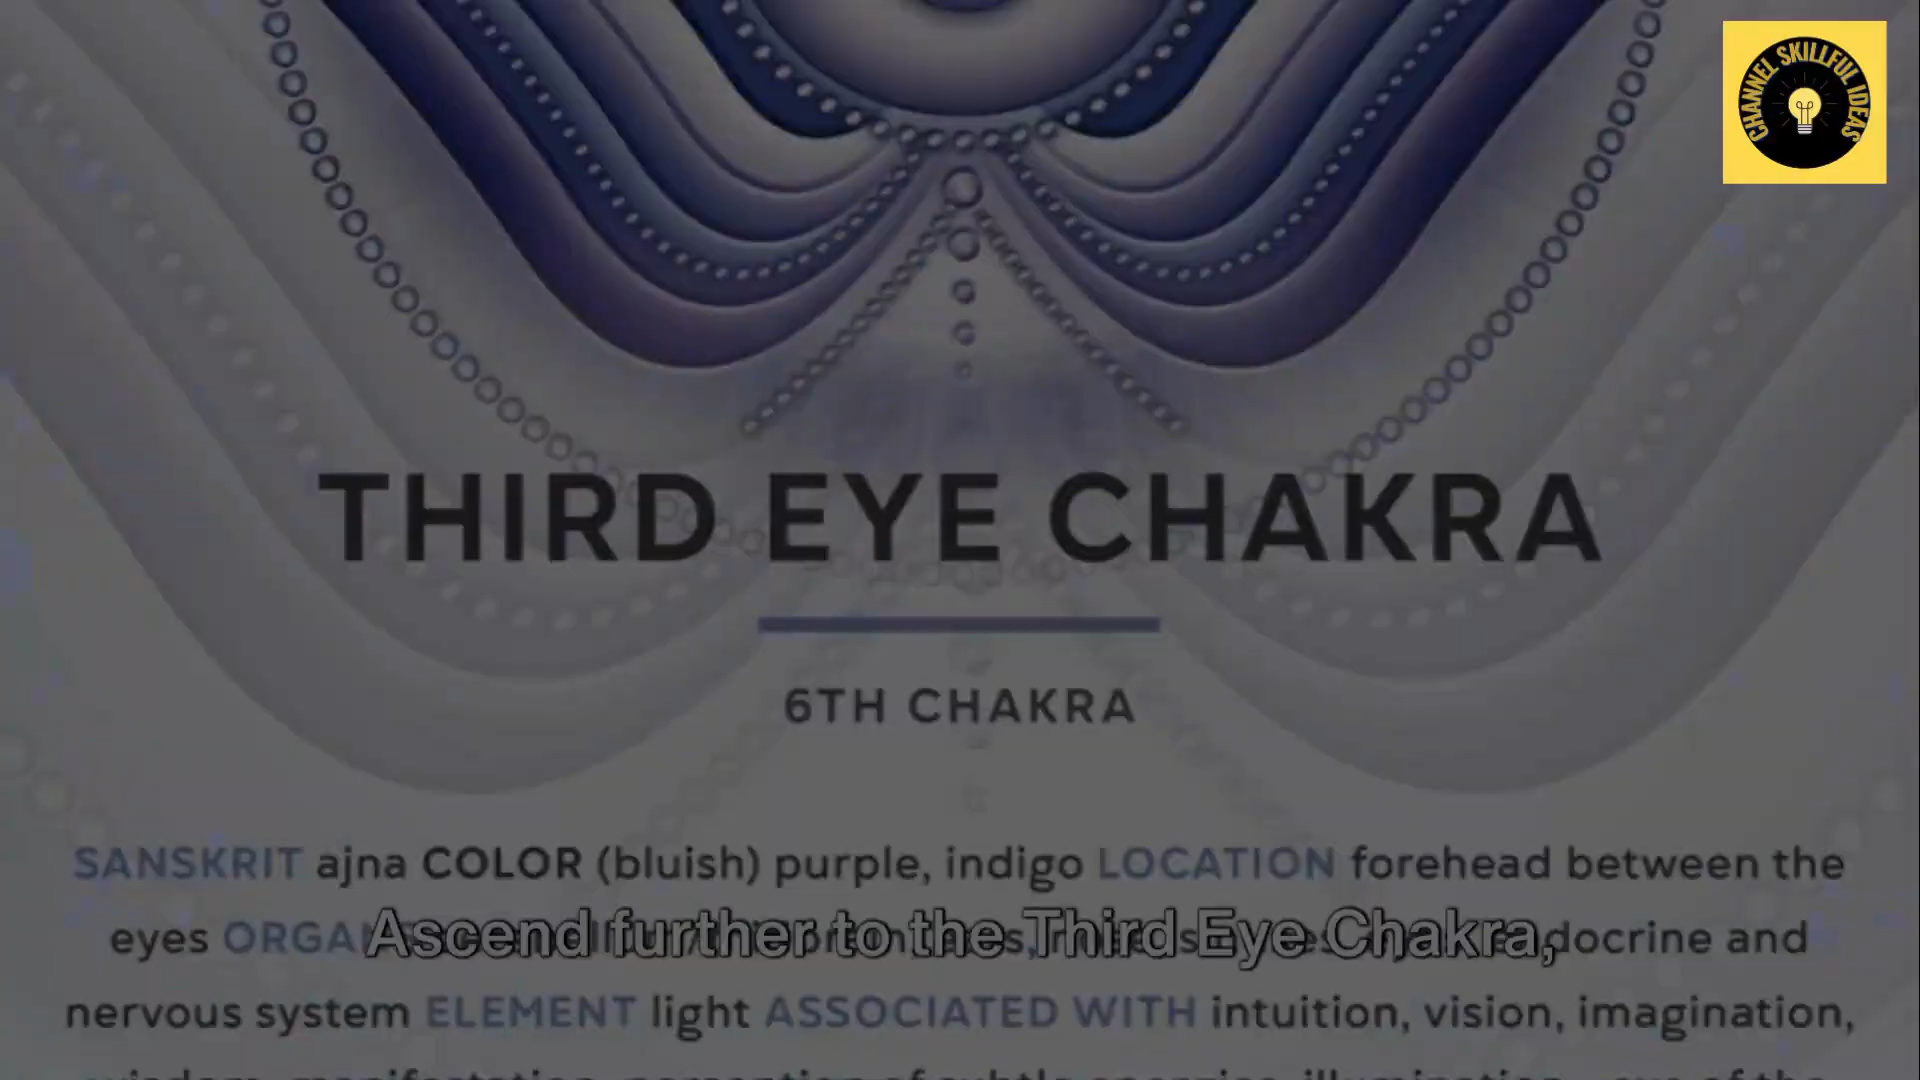 CHANNEL SKILLFUL IDEAS
THIRD EYE CHAKRA
6TH CHAKRA
SANSKRIT ajna COLOR (bluish) purple, indigo LOCATION forehead between the
eyes and
Ascend further to the Third Eye Chakra,
nervous system ELEMENT light ASSOCIATED WITH intuition, vision, imagination,